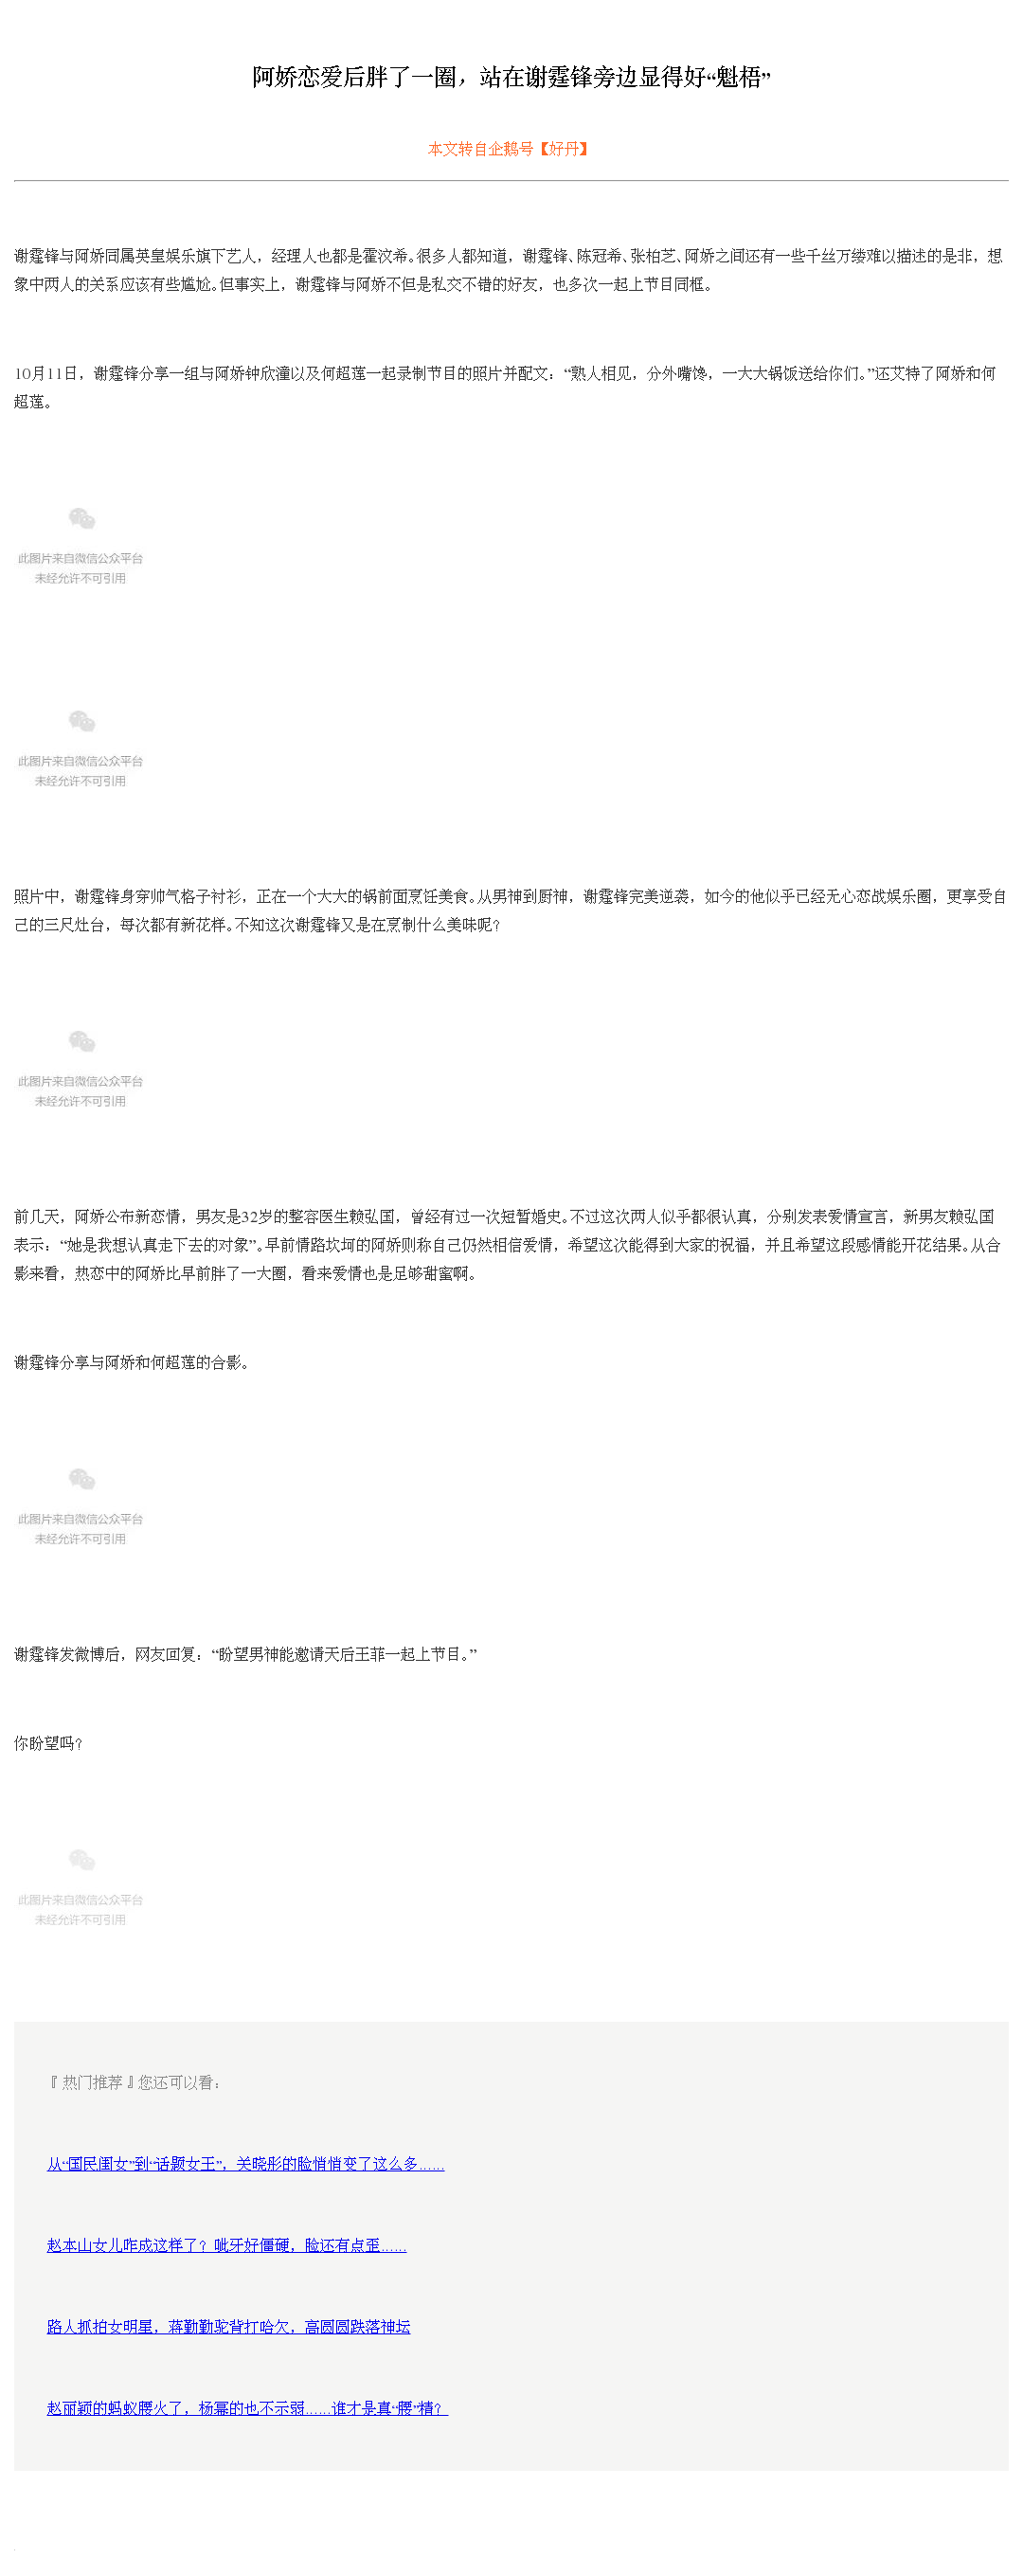 阿娇恋爱后胖了一圈，站在谢霆锋旁边显得好“魁梧”
本文转自企鹅号【好丹】
谢霆锋与阿娇同属英皇娱乐旗下艺人，经理人也都是霍汶希。很多人都知道，谢霆锋、陈冠希、张柏芝、阿娇之间还有一些千丝万缕难以描述的是非，想
象中两人的关系应该有些尴尬。但事实上，谢霆锋与阿娇不但是私交不错的好友，也多次一起上节目同框。
10月11日，谢霆锋分享一组与阿娇钟欣潼以及何超莲一起录制节目的照片并配文：“熟人相见，分外嘴馋，一大大锅饭送给你们。”还艾特了阿娇和何
超莲。
此图片来自微信公众平台
未经允许不可引用
此图片来自微信公众平台
未经允许不可引用
照片中，谢霆锋身穿帅气格子衬衫，正在一个大大的锅前面烹饪美食。从男神到厨神，谢霆锋完美逆袭，如今的他似乎已经无心恋战娱乐圈，更享受自
己的三尺灶台，每次都有新花样。不知这次谢霆锋又是在烹制什么美味呢？
此图片来自微信公众平台
未经允许不可引用
前几天，阿娇公布新恋情，男友是32岁的整容医生赖弘国，曾经有过一次短暂婚史。不过这次两人似乎都很认真，分别发表爱情宣言，新男友赖弘国
表示：“她是我想认真走下去的对象”。早前情路坎坷的阿娇则称自己仍然相信爱情，希望这次能得到大家的祝福，并且希望这段感情能开花结果。从合
影来看，热恋中的阿娇比早前胖了一大圈，看来爱情也是足够甜蜜啊。
谢霆锋分享与阿娇和何超莲的合影。
此图片来自微信公众平台
未经允许不可引用
谢霆锋发微博后，网友回复：“盼望男神能邀请天后王菲一起上节目。”
你盼望吗？
此图片来自微信公众平台
未经允许不可引用
『 热门推荐 』您还可以看：
从“国民闺女”到“话题女王”，关晓彤的脸悄悄变了这么多……
赵本山女儿咋成这样了？呲牙好僵硬，脸还有点歪……
路人抓拍女明星，蒋勤勤驼背打哈欠，高圆圆跌落神坛
赵丽颖的蚂蚁腰火了，杨幂的也不示弱……谁才是真“腰”精？